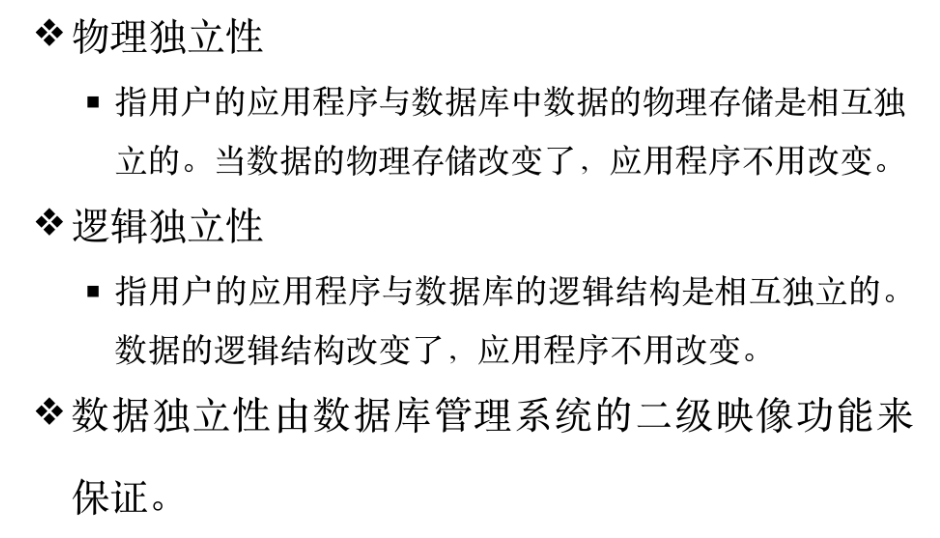 ❖物理独立性
▪ 指用户的应用程序与数据库中数据的物理存储是相互独
立的。当数据的物理存储改变了，应用程序不用改变。
❖逻辑独立性
▪ 指用户的应用程序与数据库的逻辑结构是相互独立的。
数据的逻辑结构改变了，应用程序不用改变。
❖数据独立性由数据库管理系统的二级映像功能来
保证。